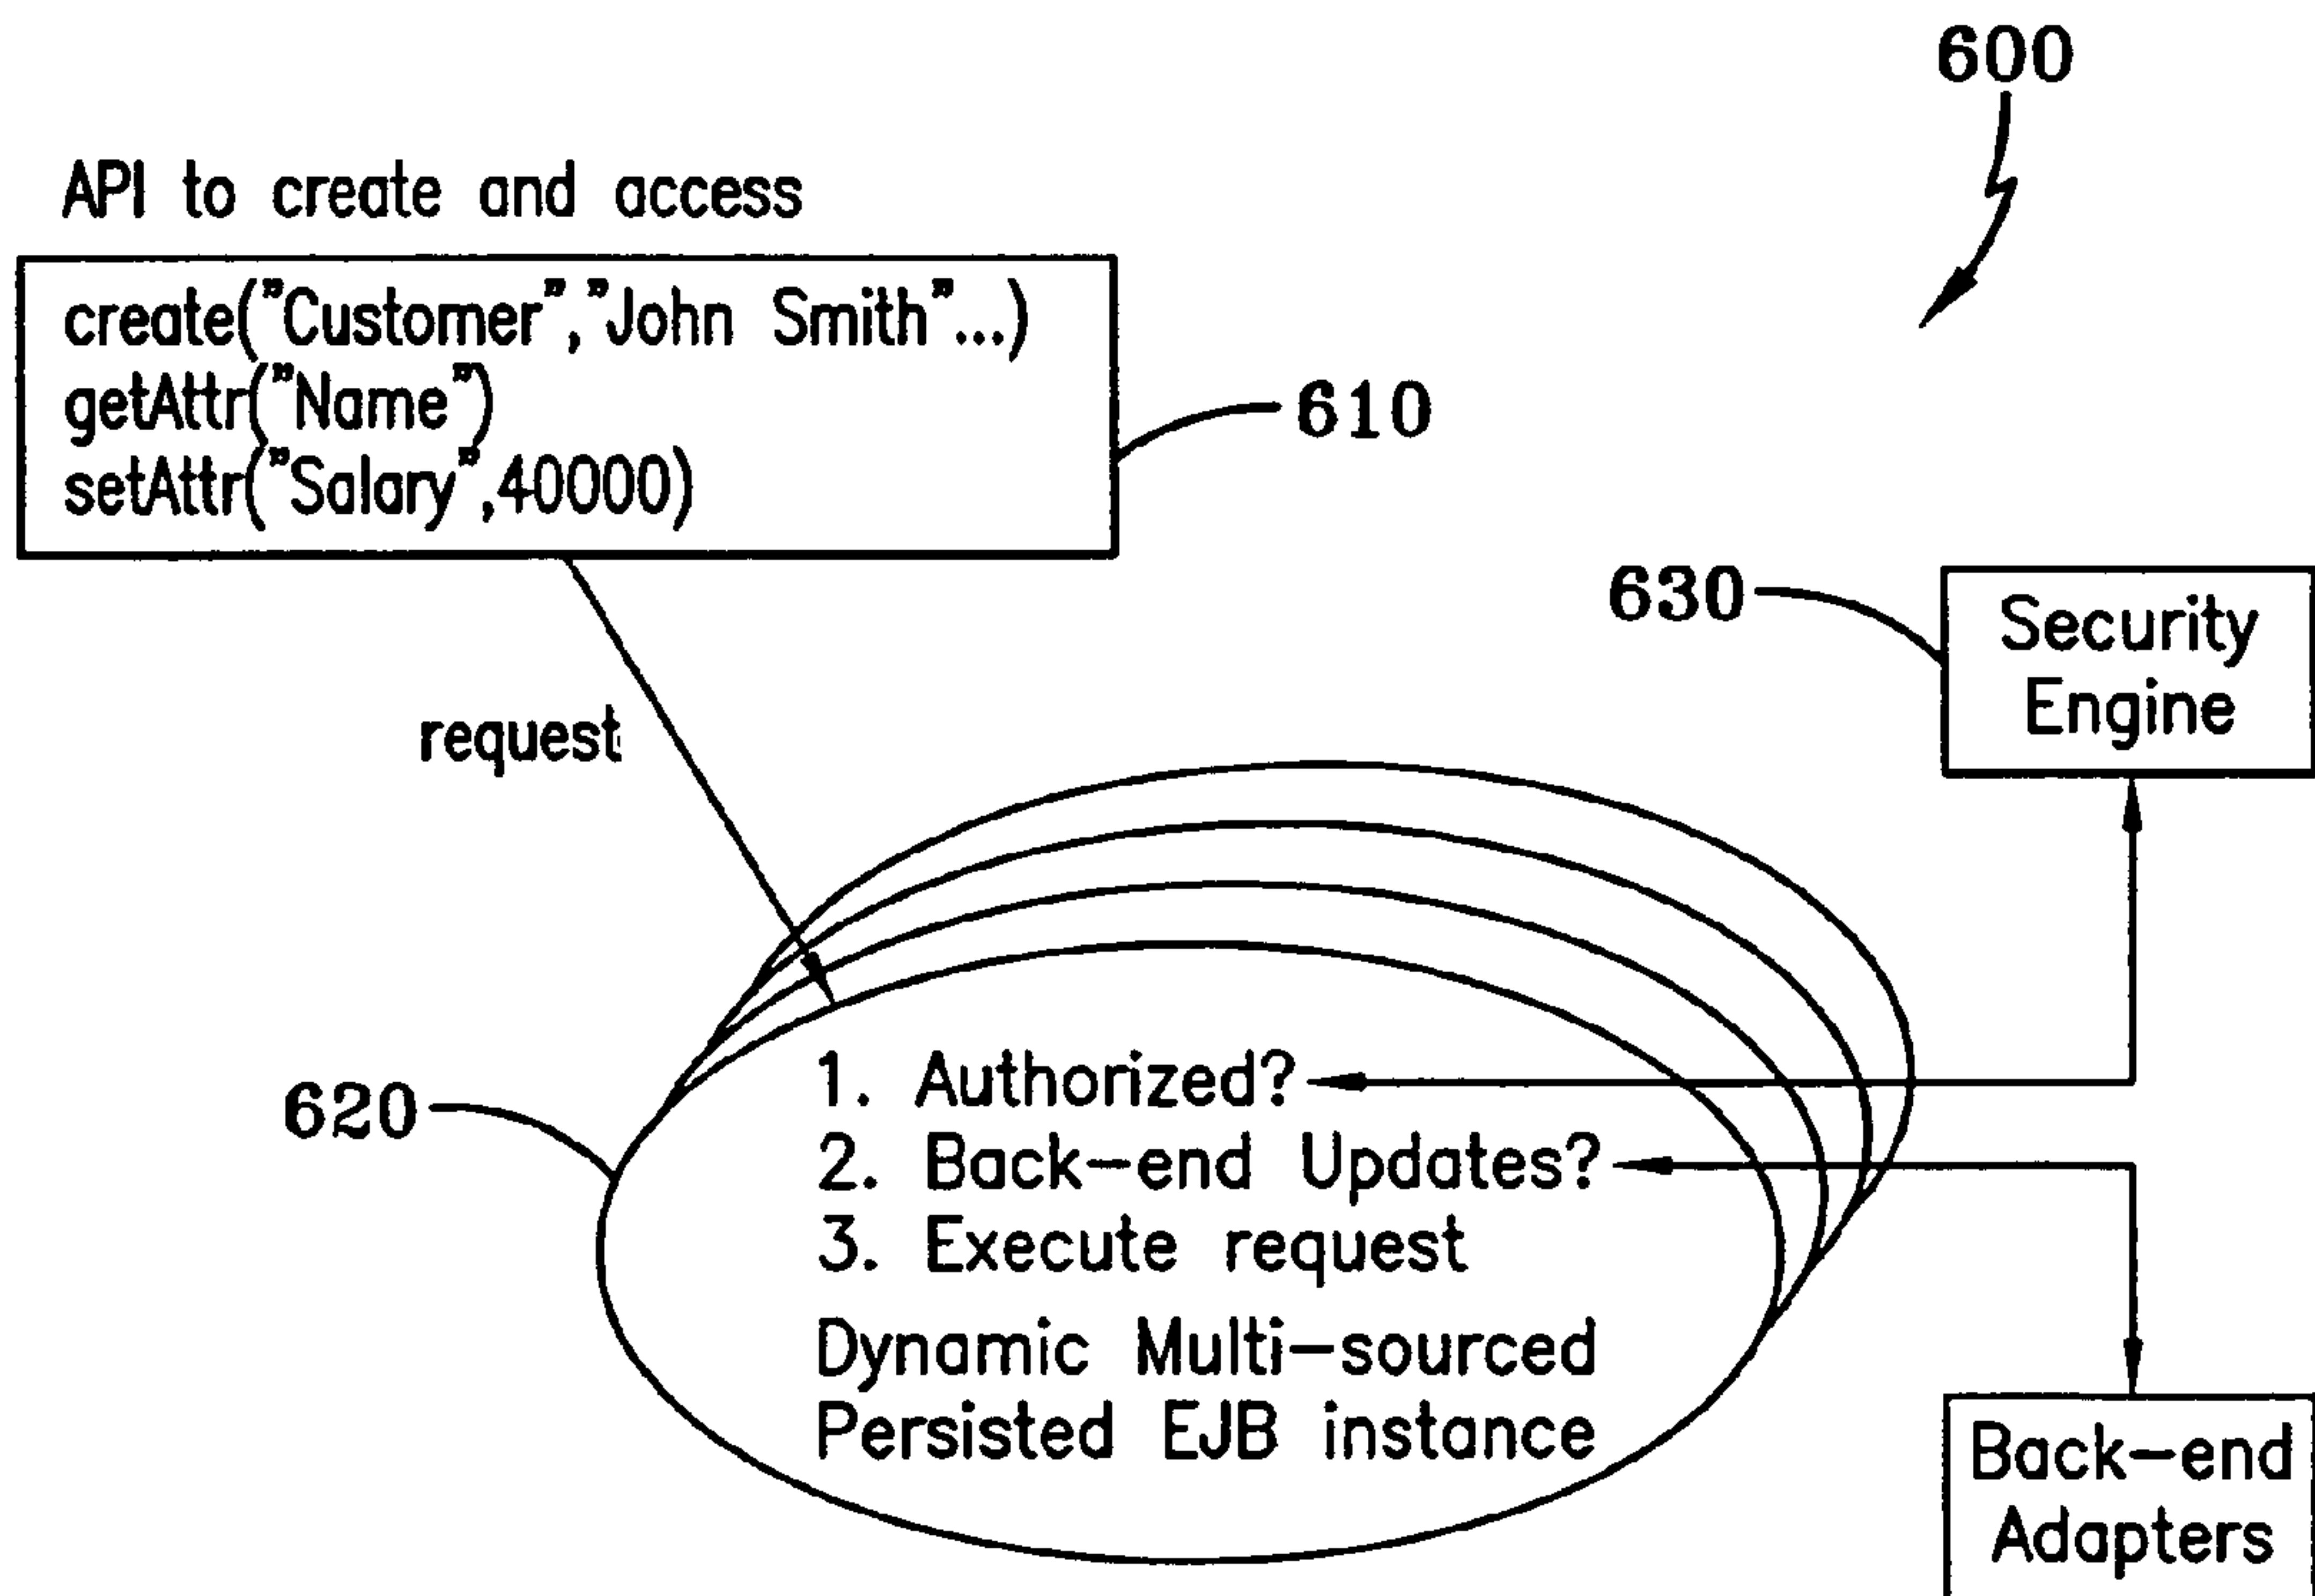 600
API to create and access
create("Customer","John Smith"...)
getAttr("Name")
setAttr("Salary",40000)
610
630
Security
Engine
request
620
1. Authorized?
2. Back-end Updates?
3. Execute request
Dynamic Multi-sourced
Persisted EJB instance
Back-end
Adapters